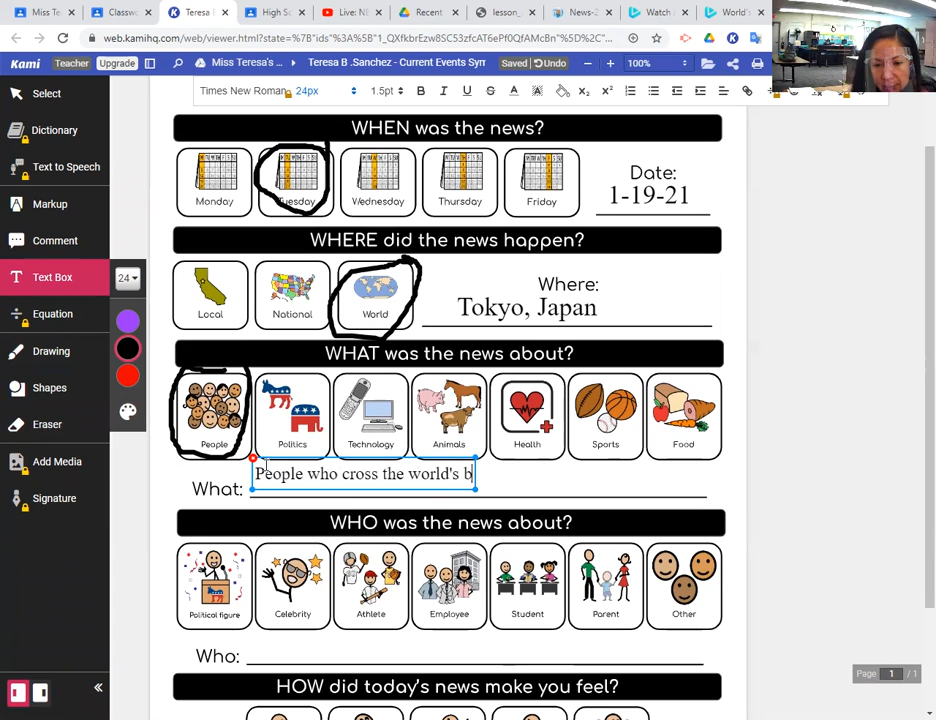 Miss Te
Classw
Teresa E
High Sc
Live: NB
Recent
lesson_
News-2
Watch
World's
web.kamihq.com/web/viewer.html?state=%7B"ids"%3A%5B"1_QXfkbrEzw8SC53zfcAT6ePf0QfAMcBn"%5D%2C"...
Kami
Teacher
Upgrade
Miss Teresa's ...
Teresa B .Sanchez - Current Events Sym
Saved
Undo
100%
Times New Roman
24px
1.5pt
Select
Dictionary
Text to Speech
Markup
Comment
Text Box
24
Equation
Drawing
Shapes
Eraser
Add Media
Signature
WHEN was the news?
Monday
Tuesday
Wednesday
Thursday
Friday
Date:
1-19-21
WHERE did the news happen?
Local
National
World
Where:
Tokyo, Japan
WHAT was the news about?
People
Politics
Technology
Animals
Health
Sports
Food
What:
People who cross the world's b
WHO was the news about?
Political figure
Celebrity
Athlete
Employee
Student
Parent
Other
Who:
HOW did today's news make you feel?
Page 1 / 1